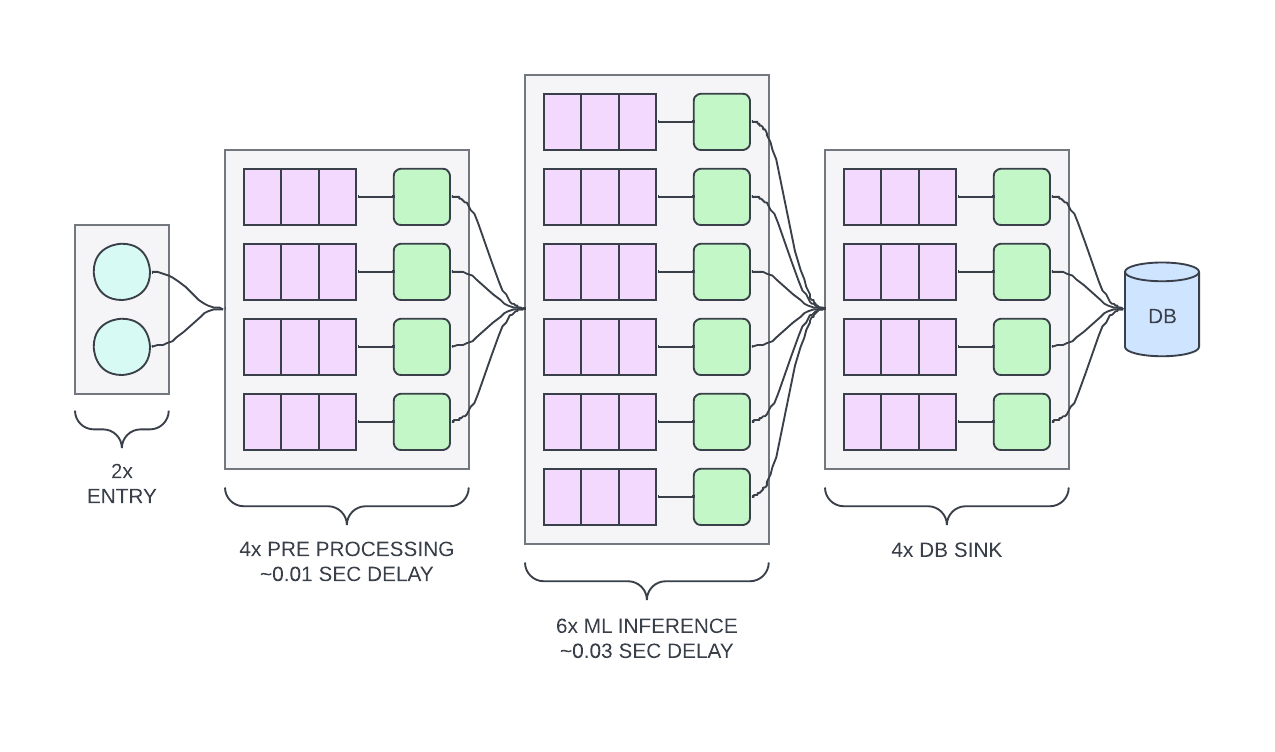 DB
2x
ENTRY
4x PRE PROCESSING
~0.01 SEC DELAY
4x DB SINK
6x ML INFERENCE
~0.03 SEC DELAY